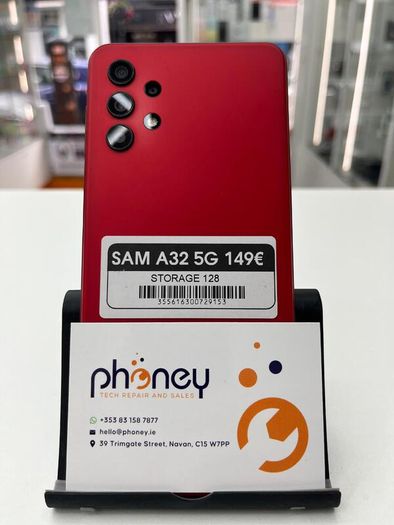 SAM A32 5G 149€
STORAGE 128
355616300729153
phoney
TECH REPAIR AND SALES
+353 83 158 7877
hello@phoney.ie
39 Trimgate Street, Navan, C15 W7PP